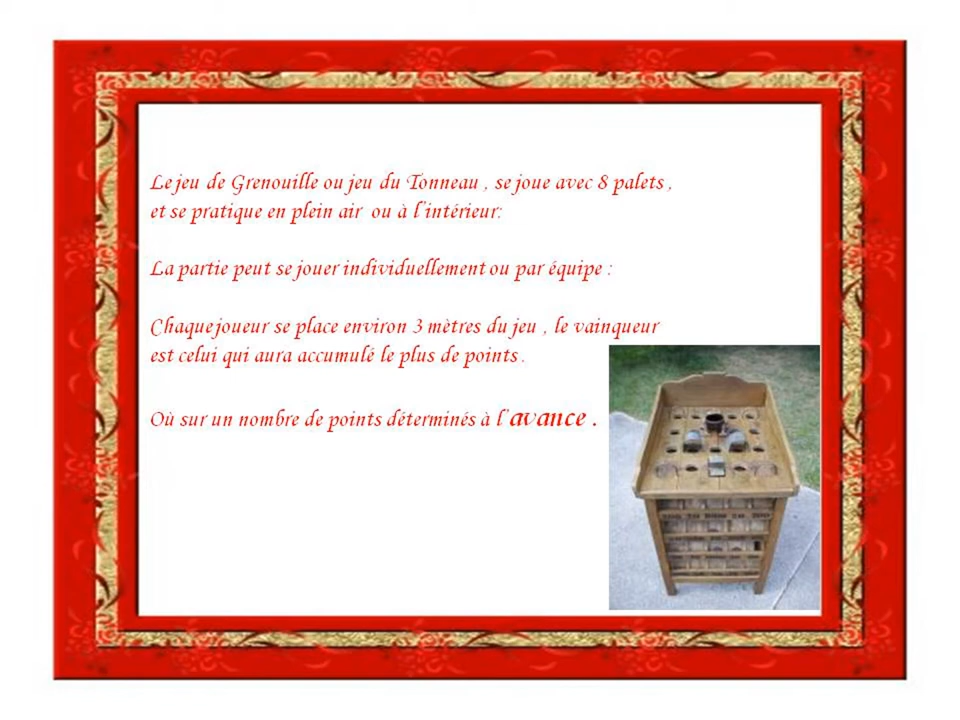 Le jeu de Grenouille ou jeu du Tonneau , se joue avec 8 palets ,
et se pratique en plein air ou à l'intérieur:
La partie peut se jouer individuellement ou par équipe :
Chaque joueur se place environ 3 mètres du jeu , le vainqueur
est celui qui aura accumulé le plus de points .
Où sur un nombre de points déterminés à l'avance .